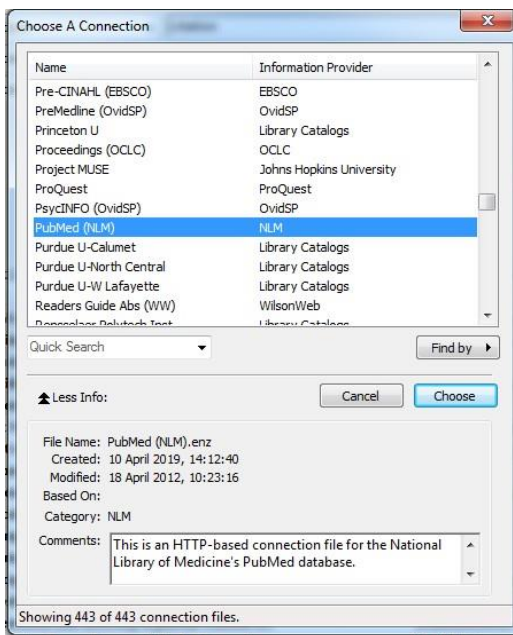 Choose A Connection
Name Information Provider
Pre-CINAHL (EBSCO) EBSCO
PreMedline (OvidSP) OvidSP
Princeton U Library Catalogs
Proceedings (OCLC) OCLC
Project MUSE Johns Hopkins University
ProQuest ProQuest
PsycINFO (OvidSP) OvidSP
PubMed (NLM) NLM
Purdue U-Calumet Library Catalogs
Purdue U-North Central Library Catalogs
Purdue U-W Lafayette Library Catalogs
Readers Guide Abs (WW) WilsonWeb
Rensselaer Polytech Inst Library Catalogs
Quick Search Find by
Less Info: Cancel Choose
File Name: PubMed (NLM).enz
Created: 10 April 2019, 14:12:40
Modified: 18 April 2012, 10:23:16
Based On:
Category: NLM
Comments: This is an HTTP-based connection file for the National
Library of Medicine's PubMed database.
Showing 443 of 443 connection files.